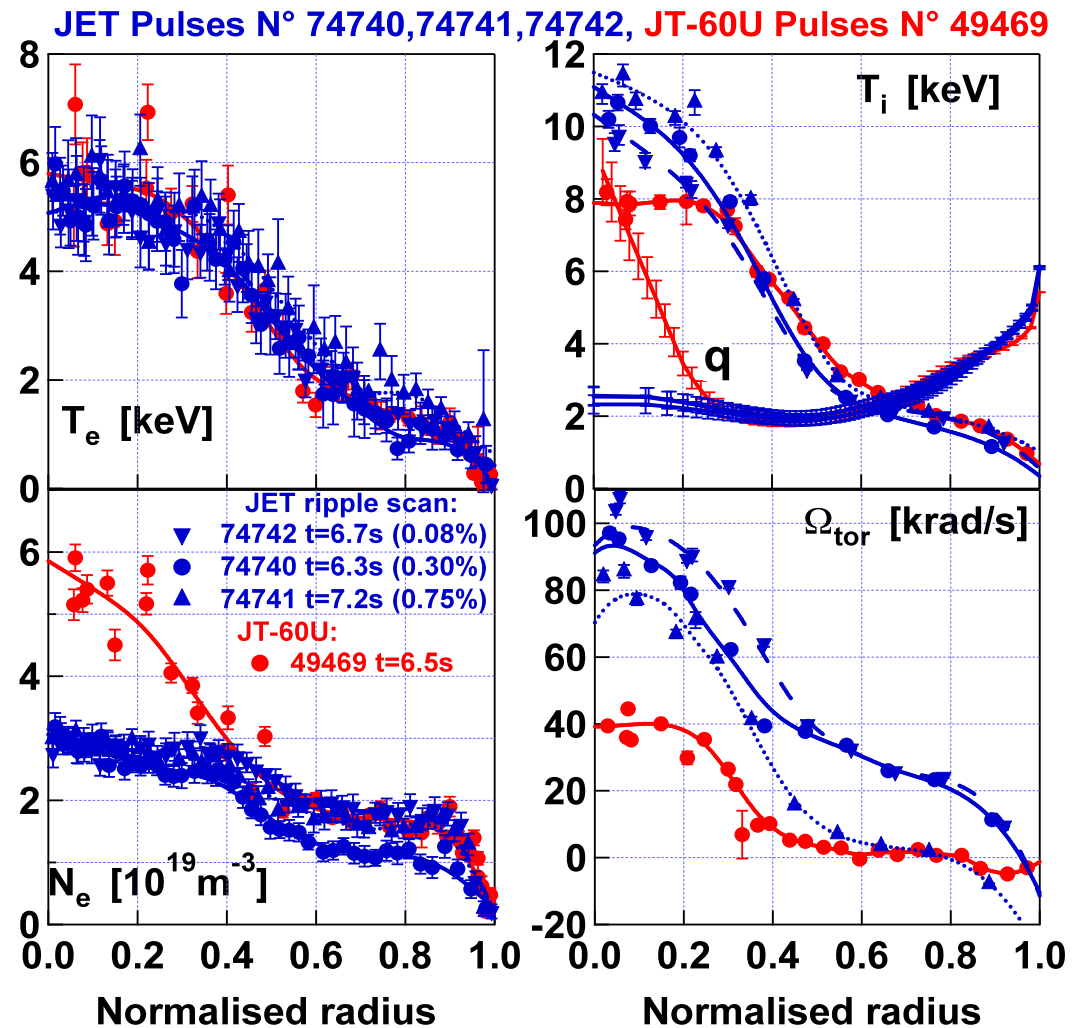 JET Pulses N° 74740,74741,74742, JT-60U Pulses N° 49469
8
6
4
2
0
Te [keV]
12
10
8
6
4
2
0
Ti [keV]
q
6
4
2
0
JET ripple scan:
74742 t=6.7s (0.08%)
74740 t=6.3s (0.30%)
74741 t=7.2s (0.75%)
JT-60U:
49469 t=6.5s
Ne [10^19 m^-3]
0.0 0.2 0.4 0.6 0.8 1.0
Normalised radius
100
80
60
40
20
0
-20
Ωtor [krad/s]
0.0 0.2 0.4 0.6 0.8 1.0
Normalised radius